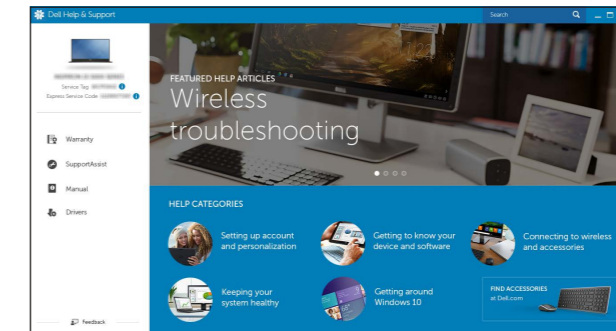 Dell Help & Support
Search
Service Tag:
Express Service Code:
Warranty
SupportAssist
Manual
Drivers
Feedback
FEATURED HELP ARTICLES
Wireless
troubleshooting
HELP CATEGORIES
Setting up account
and personalization
Getting to know your
device and software
Connecting to wireless
and accessories
Keeping your
system healthy
Getting around
Windows 10
FIND ACCESSORIES
at Dell.com